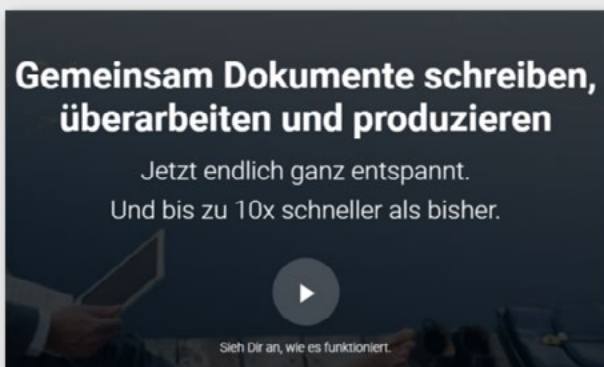 Gemeinsam Dokumente schreiben,
überarbeiten und produzieren
Jetzt endlich ganz entspannt.
Und bis zu 10x schneller als bisher.
Sieh Dir an, wie es funktioniert.